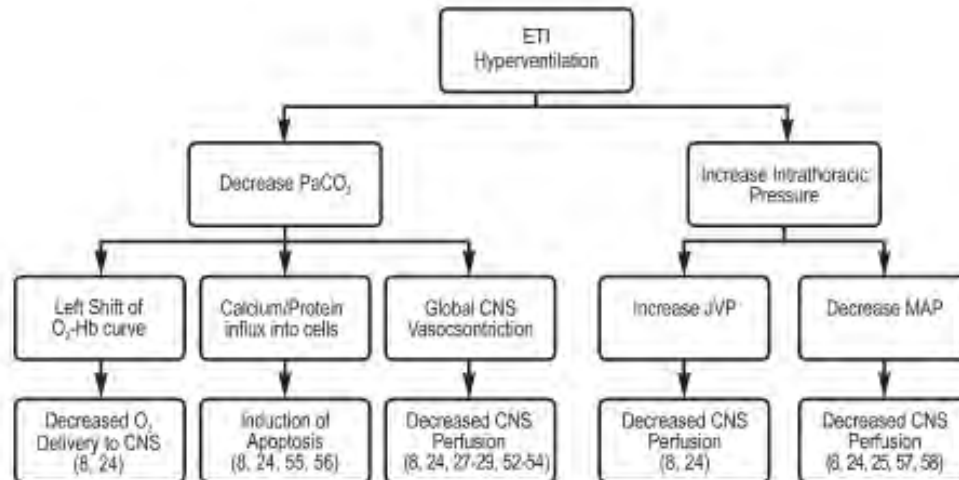 ETI
Hyperventilation
Decrease PaCO₂
Increase Intrathoracic
Pressure
Left Shift of
O₂-Hb curve
Calcium/Protein
influx into cells
Global CNS
Vasocsontriction
Increase JVP
Decrease MAP
Decreased O₂
Delivery to CNS
(8, 24)
Induction of
Apoptosis
(8, 24, 55, 56)
Decreased CNS
Perfusion
(8, 24, 27-29, 52-54)
Decreased CNS
Perfusion
(8, 24)
Decreased CNS
Perfusion
(8, 24, 25, 57, 58)